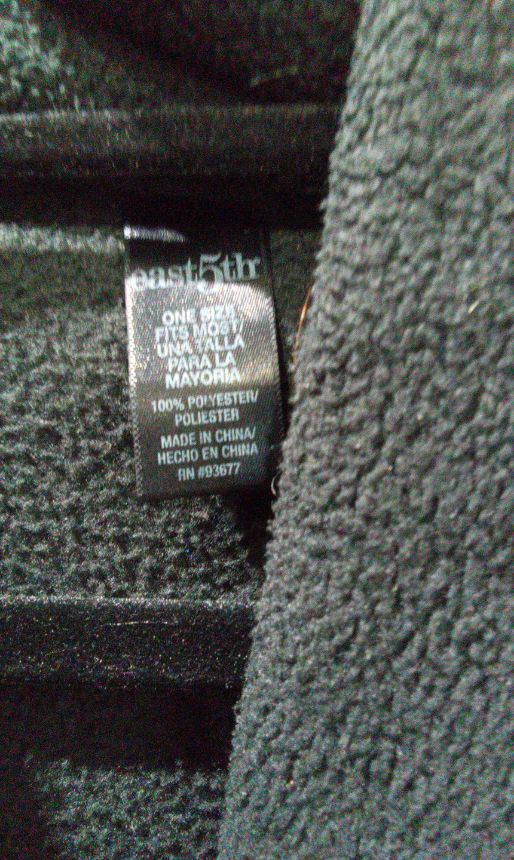 east5th
ONE SIZE
FITS MOST/
UNA TALLA
PARA LA
MAYORIA
100% POLYESTER/
POLIESTER
MADE IN CHINA/
HECHO EN CHINA
RN #93677